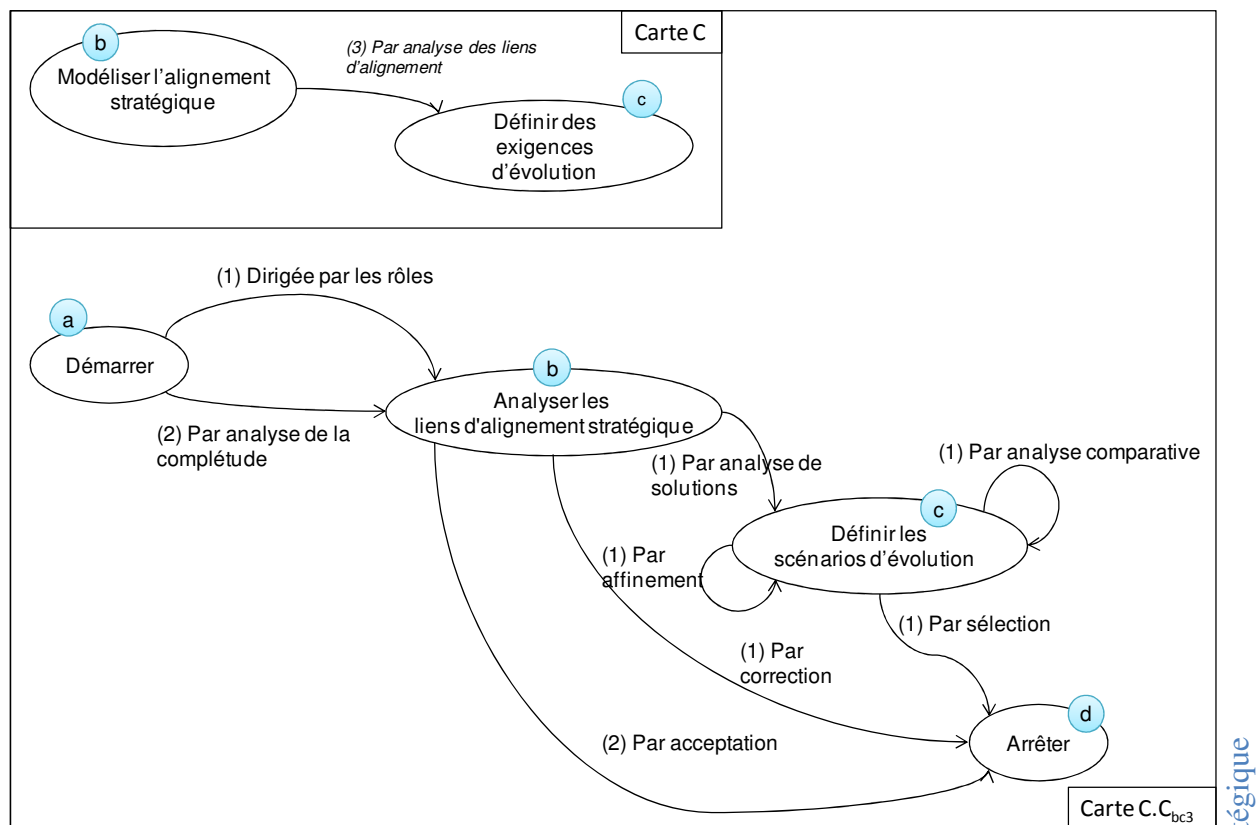 Carte C
b
Modéliser l'alignement
stratégique
(3) Par analyse des liens
d'alignement
c
Définir des
exigences
d'évolution
(1) Dirigée par les rôles
a
Démarrer
(2) Par analyse de la
complétude
b
Analyser les
liens d'alignement stratégique
(1) Par analyse de
solutions
(1) Par analyse comparative
c
Définir les
scénarios d'évolution
(1) Par
affinement
(1) Par sélection
(1) Par
correction
(2) Par acceptation
d
Arrêter
Carte C.Cbc3
tégique